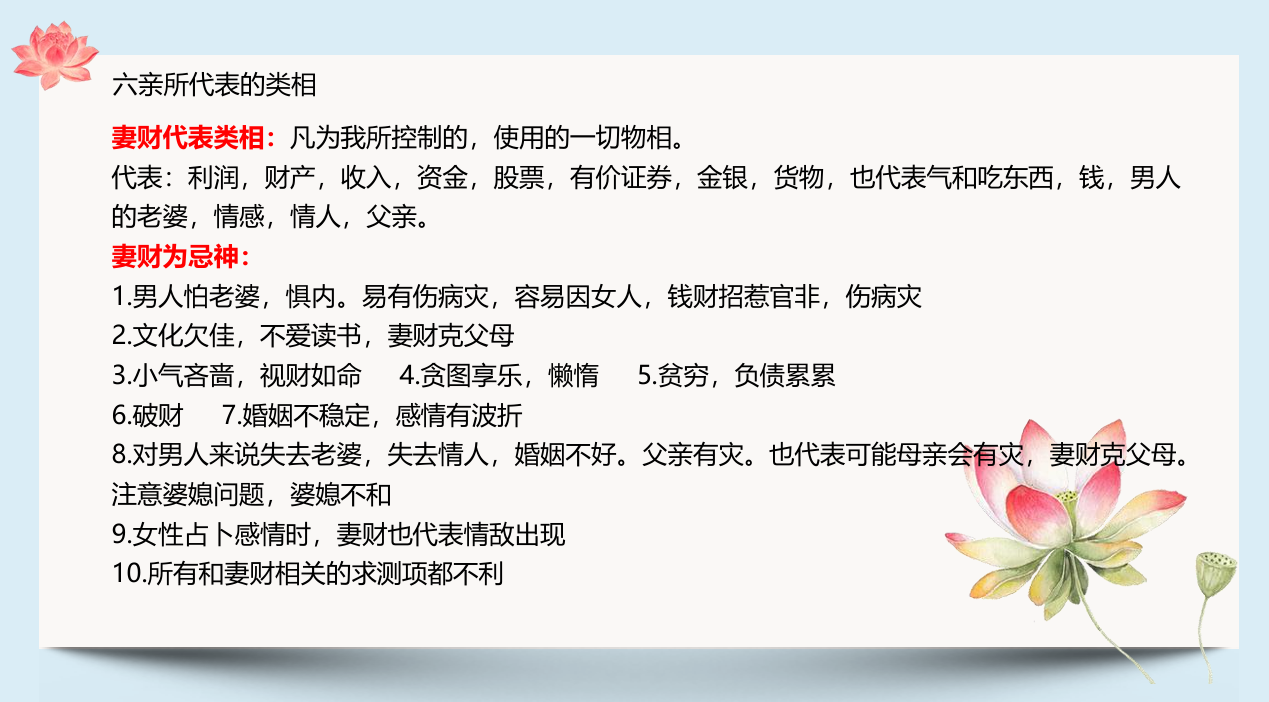 六亲所代表的类相
妻财代表类相：凡为我所控制的，使用的一切物相。
代表：利润，财产，收入，资金，股票，有价证券，金银，货物，也代表气和吃东西，钱，男人
的老婆，情感，情人，父亲。
妻财为忌神：
1.男人怕老婆，惧内。易有伤病灾，容易因女人，钱财招惹官非，伤病灾
2.文化欠佳，不爱读书，妻财克父母
3.小气吝啬，视财如命 4.贪图享乐，懒惰 5.贫穷，负债累累
6.破财 7.婚姻不稳定，感情有波折
8.对男人来说失去老婆，失去情人，婚姻不好。父亲有灾。也代表可能母亲会有灾，妻财克父母。
注意婆媳问题，婆媳不和
9.女性占卜感情时，妻财也代表情敌出现
10.所有和妻财相关的求测项都不利